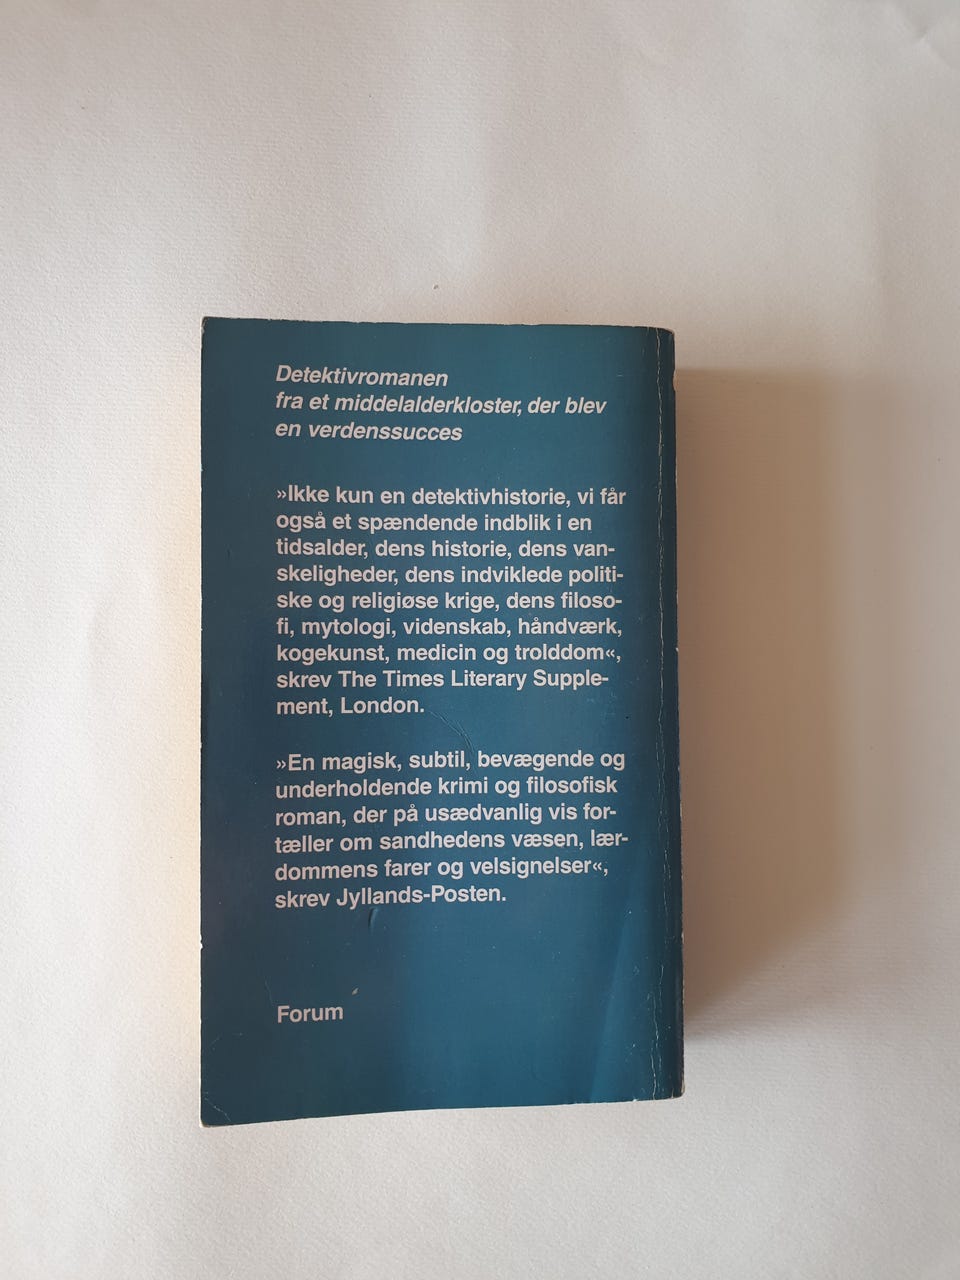 Detektivromanen
fra et middelalderkloster, der blev
en verdenssucces
»Ikke kun en detektivhistorie, vi får
også et spændende indblik i en
tidsalder, dens historie, dens van-
skeligheder, dens indviklede politi-
ske og religiøse krige, dens filoso-
fi, mytologi, videnskab, håndværk,
kogekunst, medicin og trolddom«,
skrev The Times Literary Supple-
ment, London.
»En magisk, subtil, bevægende og
underholdende krimi og filosofisk
roman, der på usædvanlig vis for-
tæller om sandhedens væsen, lær-
dommens farer og velsignelser«,
skrev Jyllands-Posten.
Forum